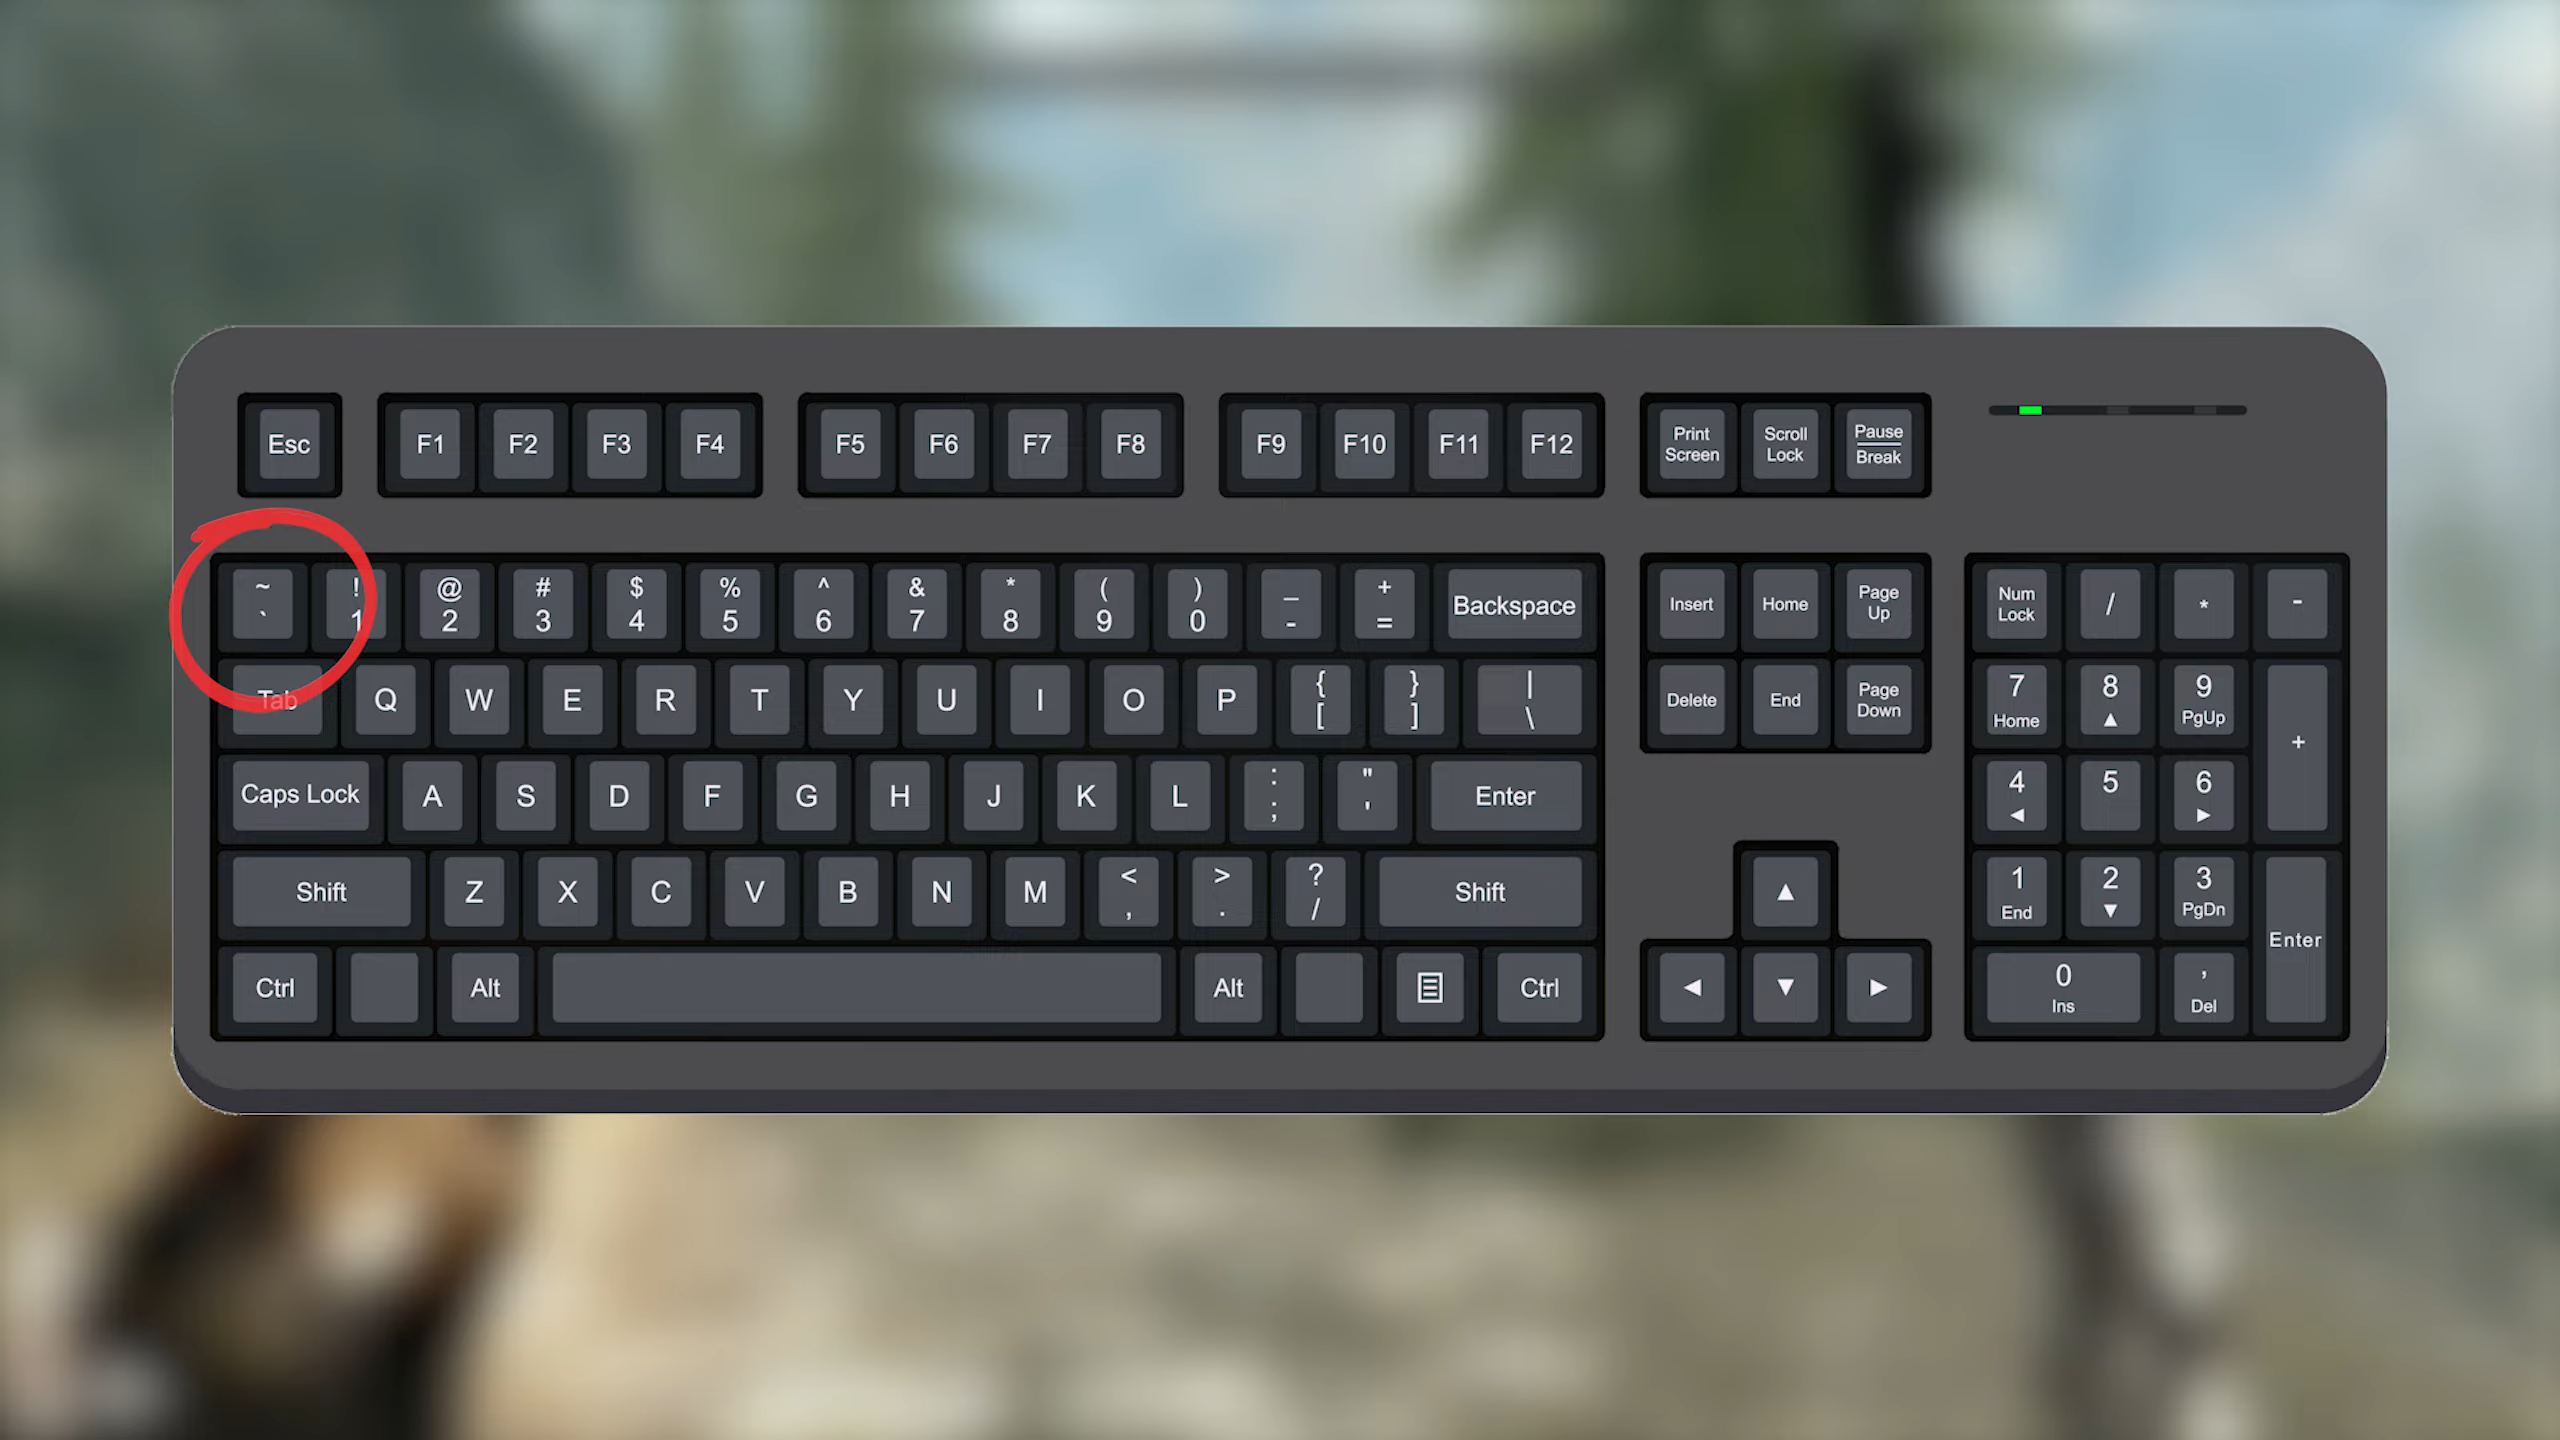 Esc F1 F2 F3 F4 F5 F6 F7 F8 F9 F10 F11 F12 Print Screen Scroll Lock Pause Break
~ ! @ # $ % ^ & * ( ) _ +
` 1 2 3 4 5 6 7 8 9 0 - = Backspace Insert Home Page Up Num Lock / * -
Tab Q W E R T Y U I O P { [ } ] | \ Delete End Page Down 7 Home 8 ▲ 9 PgUp +
Caps Lock A S D F G H J K L : ; " ' Enter 4 ◄ 5 6 ►
Shift Z X C V B N M < , > . ? / Shift ▲ 1 End 2 ▼ 3 PgDn Enter
Ctrl Alt Alt Ctrl ◄ ▼ ► 0 Ins , Del